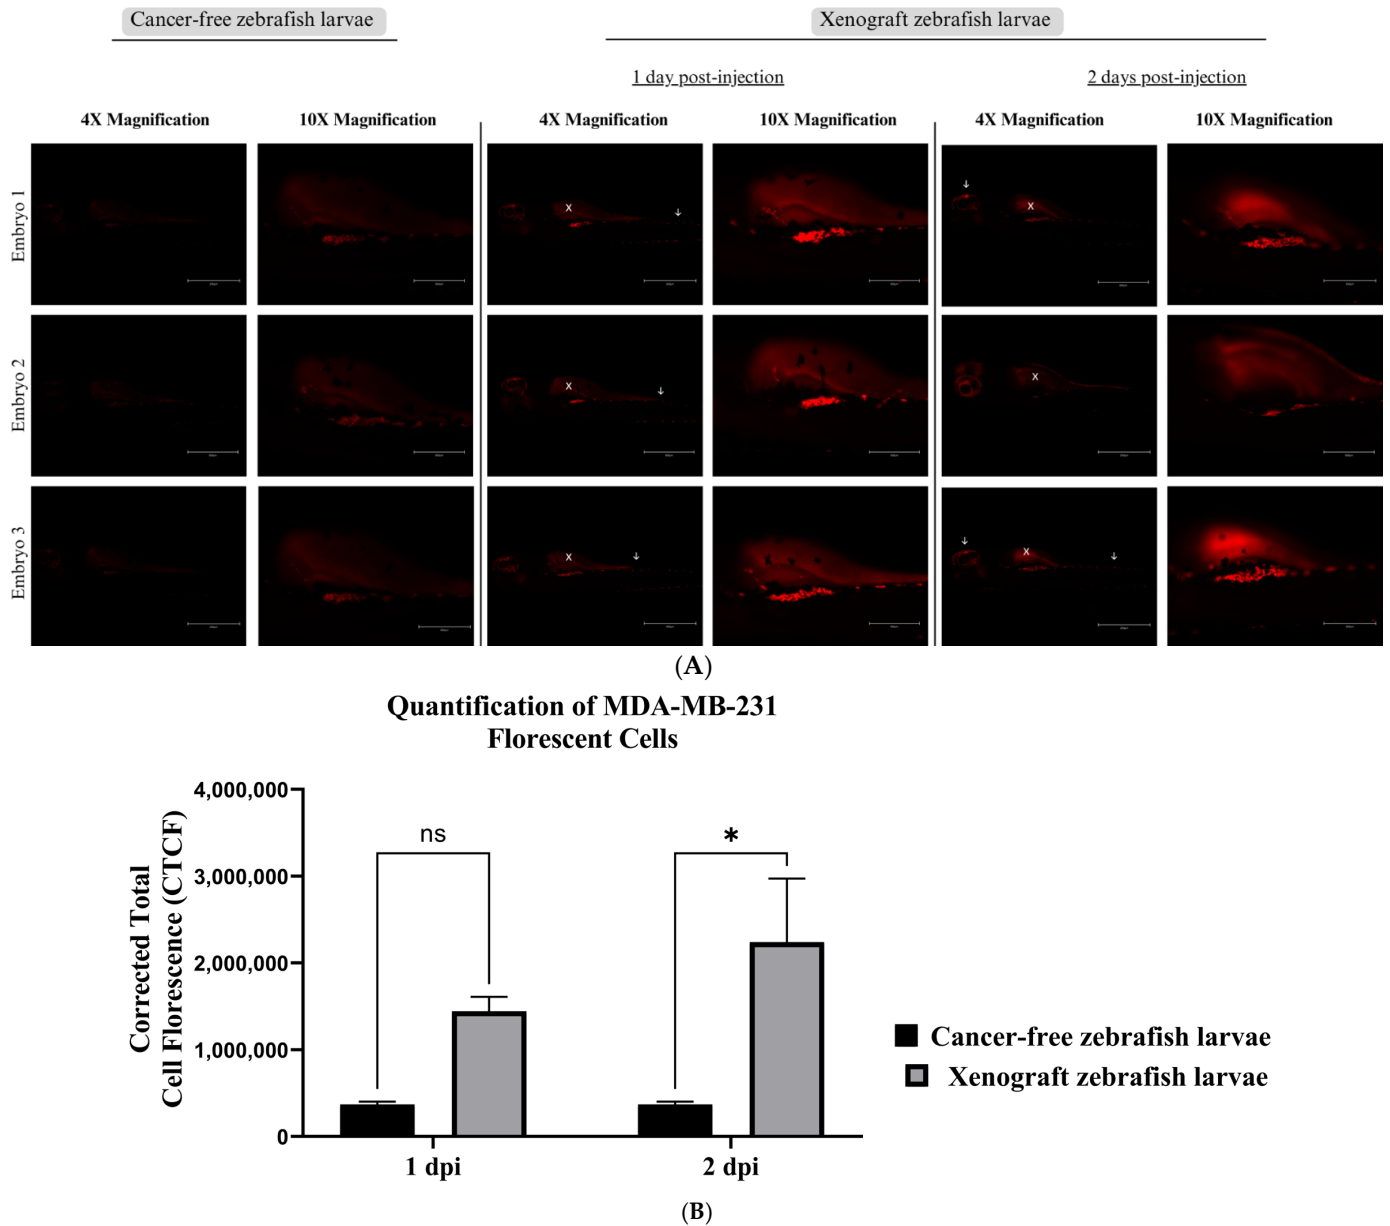 Cancer-free zebrafish larvae
Xenograft zebrafish larvae
1 day post-injection
2 days post-injection
4X Magnification
10X Magnification
4X Magnification
10X Magnification
4X Magnification
10X Magnification
Embryo 1
x
x
Embryo 2
x
x
Embryo 3
x
x
(A)
Quantification of MDA-MB-231
Florescent Cells
Corrected Total
Cell Florescence (CTCF)
4,000,000
3,000,000
2,000,000
1,000,000
0
ns
*
1 dpi
2 dpi
Cancer-free zebrafish larvae
Xenograft zebrafish larvae
(B)